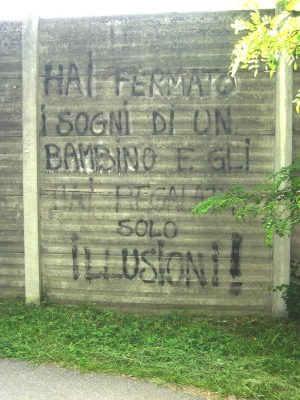 HAI FERMATO
I SOGNI DI UN
BAMBINO E GLI
HAI REGALATO
SOLO
ILLUSIONI!